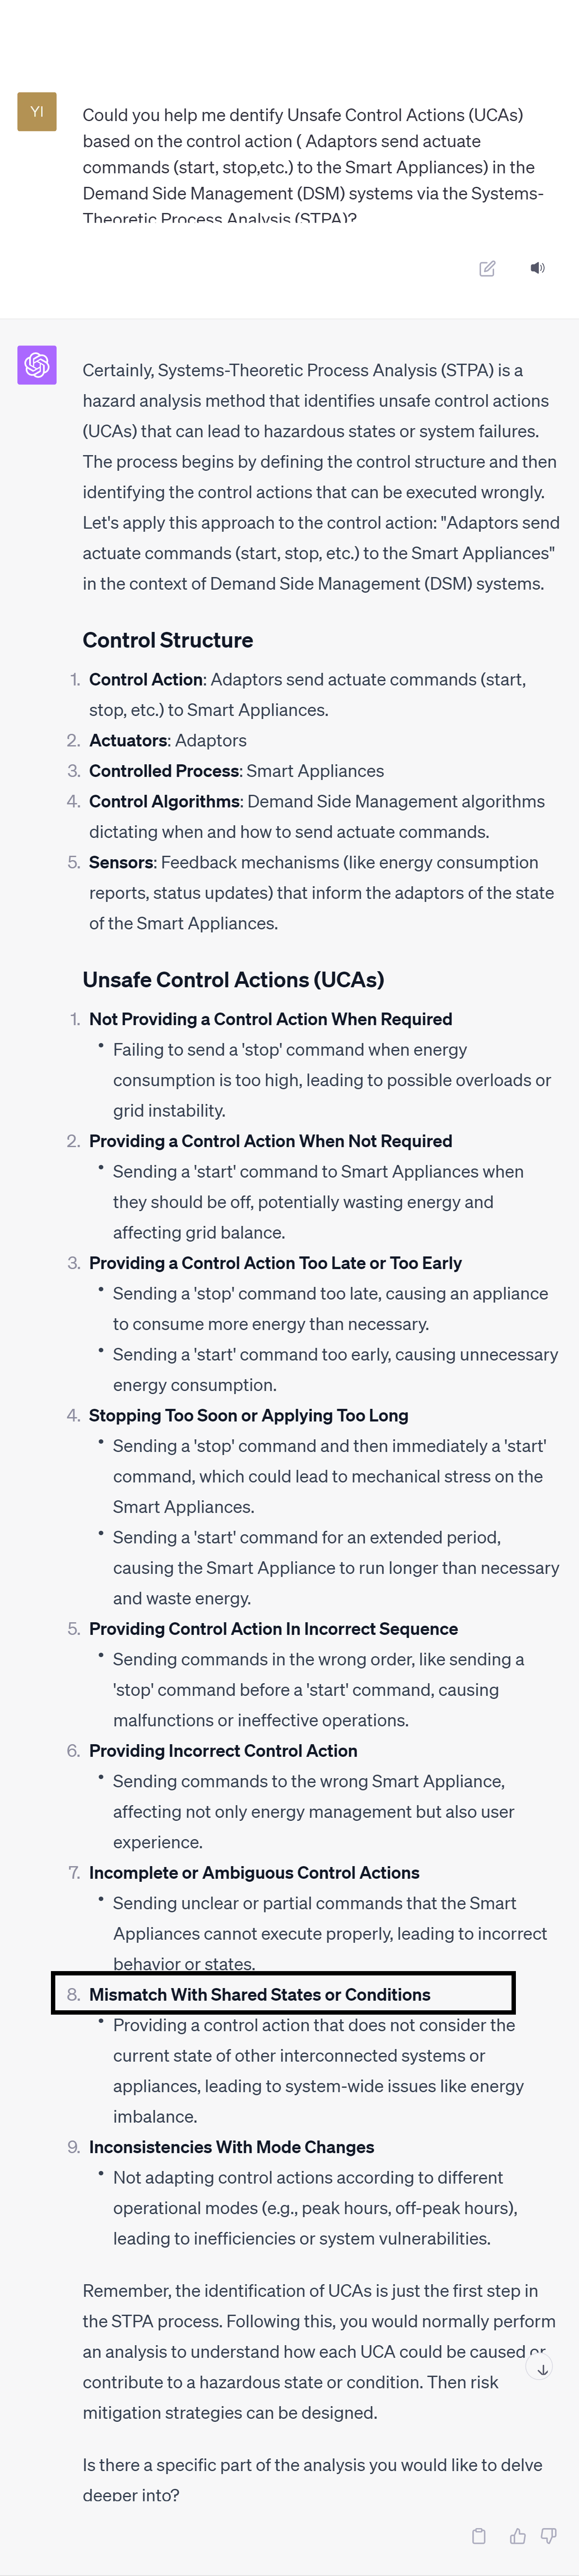 YI
Could you help me dentify Unsafe Control Actions (UCAs)
based on the control action ( Adaptors send actuate
commands (start, stop,etc.) to the Smart Appliances) in the
Demand Side Management (DSM) systems via the Systems-
Theoretic Process Analysis (STPA)?
Certainly, Systems-Theoretic Process Analysis (STPA) is a
hazard analysis method that identifies unsafe control actions
(UCAs) that can lead to hazardous states or system failures.
The process begins by defining the control structure and then
identifying the control actions that can be executed wrongly.
Let's apply this approach to the control action: "Adaptors send
actuate commands (start, stop, etc.) to the Smart Appliances"
in the context of Demand Side Management (DSM) systems.
Control Structure
1. Control Action: Adaptors send actuate commands (start,
stop, etc.) to Smart Appliances.
2. Actuators: Adaptors
3. Controlled Process: Smart Appliances
4. Control Algorithms: Demand Side Management algorithms
dictating when and how to send actuate commands.
5. Sensors: Feedback mechanisms (like energy consumption
reports, status updates) that inform the adaptors of the state
of the Smart Appliances.
Unsafe Control Actions (UCAs)
1. Not Providing a Control Action When Required
• Failing to send a 'stop' command when energy
consumption is too high, leading to possible overloads or
grid instability.
2. Providing a Control Action When Not Required
• Sending a 'start' command to Smart Appliances when
they should be off, potentially wasting energy and
affecting grid balance.
3. Providing a Control Action Too Late or Too Early
• Sending a 'stop' command too late, causing an appliance
to consume more energy than necessary.
• Sending a 'start' command too early, causing unnecessary
energy consumption.
4. Stopping Too Soon or Applying Too Long
• Sending a 'stop' command and then immediately a 'start'
command, which could lead to mechanical stress on the
Smart Appliances.
• Sending a 'start' command for an extended period,
causing the Smart Appliance to run longer than necessary
and waste energy.
5. Providing Control Action In Incorrect Sequence
• Sending commands in the wrong order, like sending a
'stop' command before a 'start' command, causing
malfunctions or ineffective operations.
6. Providing Incorrect Control Action
• Sending commands to the wrong Smart Appliance,
affecting not only energy management but also user
experience.
7. Incomplete or Ambiguous Control Actions
• Sending unclear or partial commands that the Smart
Appliances cannot execute properly, leading to incorrect
behavior or states.
8. Mismatch With Shared States or Conditions
• Providing a control action that does not consider the
current state of other interconnected systems or
appliances, leading to system-wide issues like energy
imbalance.
9. Inconsistencies With Mode Changes
• Not adapting control actions according to different
operational modes (e.g., peak hours, off-peak hours),
leading to inefficiencies or system vulnerabilities.
Remember, the identification of UCAs is just the first step in
the STPA process. Following this, you would normally perform
an analysis to understand how each UCA could be caused or
contribute to a hazardous state or condition. Then risk
mitigation strategies can be designed.
Is there a specific part of the analysis you would like to delve
deeper into?